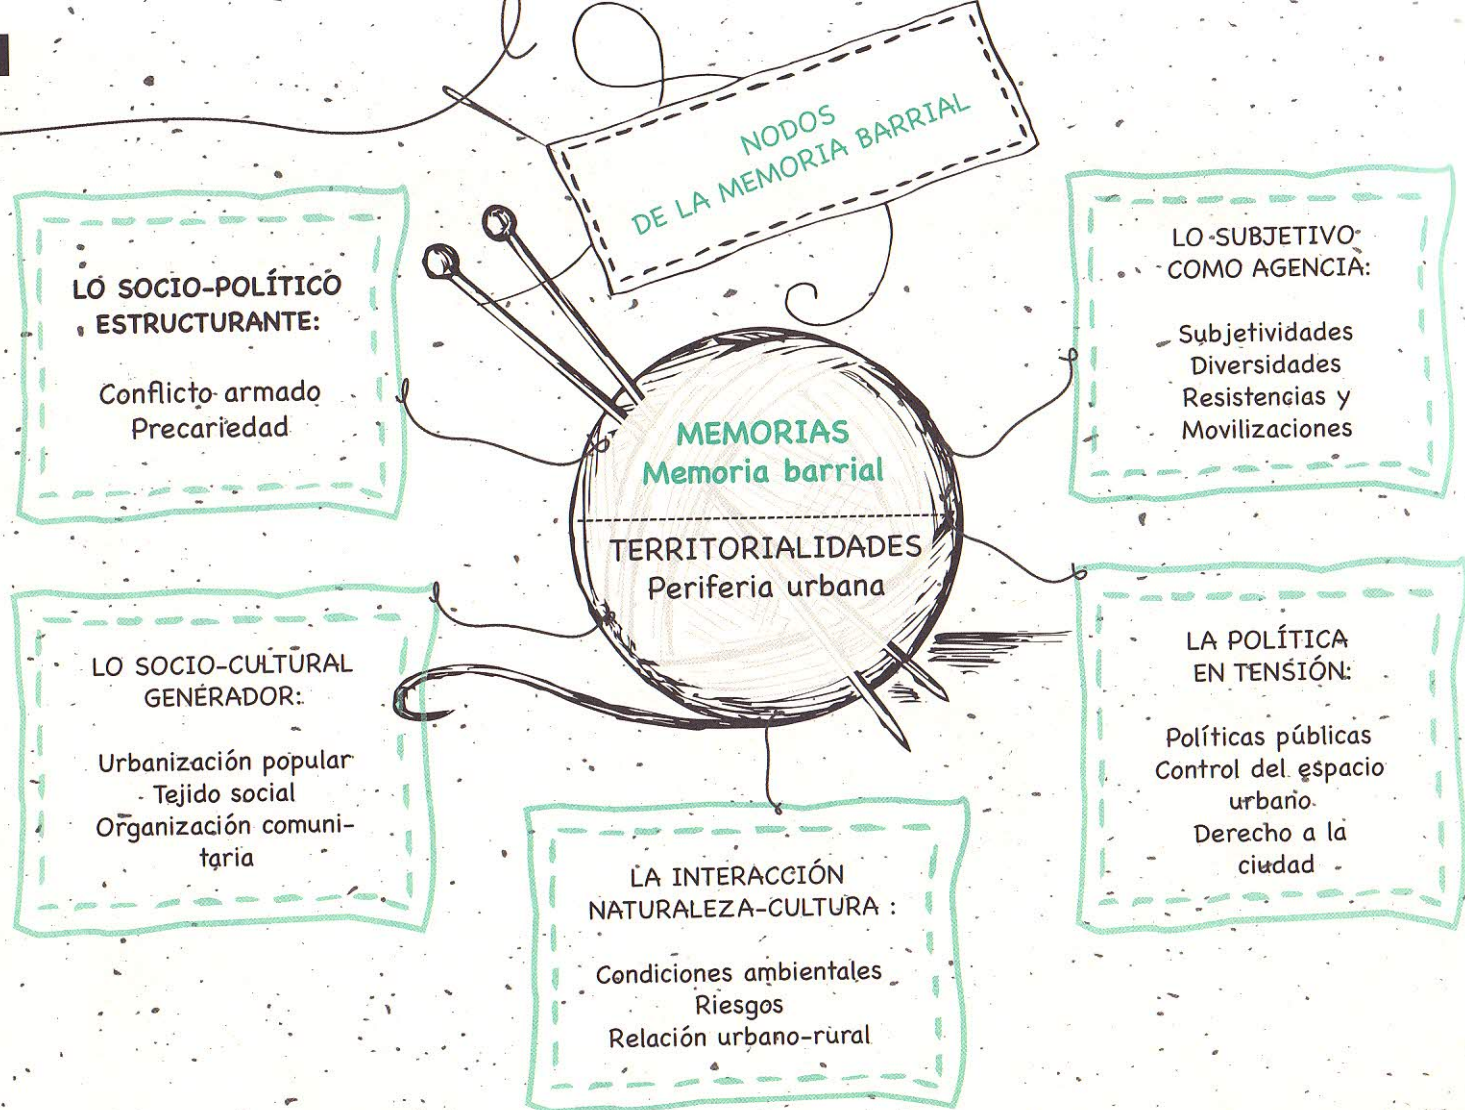 NODOS
DE LA MEMORIA BARRIAL
LO SOCIO-POLÍTICO
ESTRUCTURANTE:
Conflicto armado
Precariedad
LO SUBJETIVO
COMO AGENCIA:
Subjetividades
Diversidades
Resistencias y
Movilizaciones
MEMORIAS
Memoria barrial
TERRITORIALIDADES
Periferia urbana
LO SOCIO-CULTURAL
GENERADOR:
Urbanización popular
Tejido social
Organización comuni-
taria
LA POLÍTICA
EN TENSIÓN:
Políticas públicas
Control del espacio
urbano
Derecho a la
ciudad
LA INTERACCIÓN
NATURALEZA-CULTURA :
Condiciones ambientales
Riesgos
Relación urbano-rural